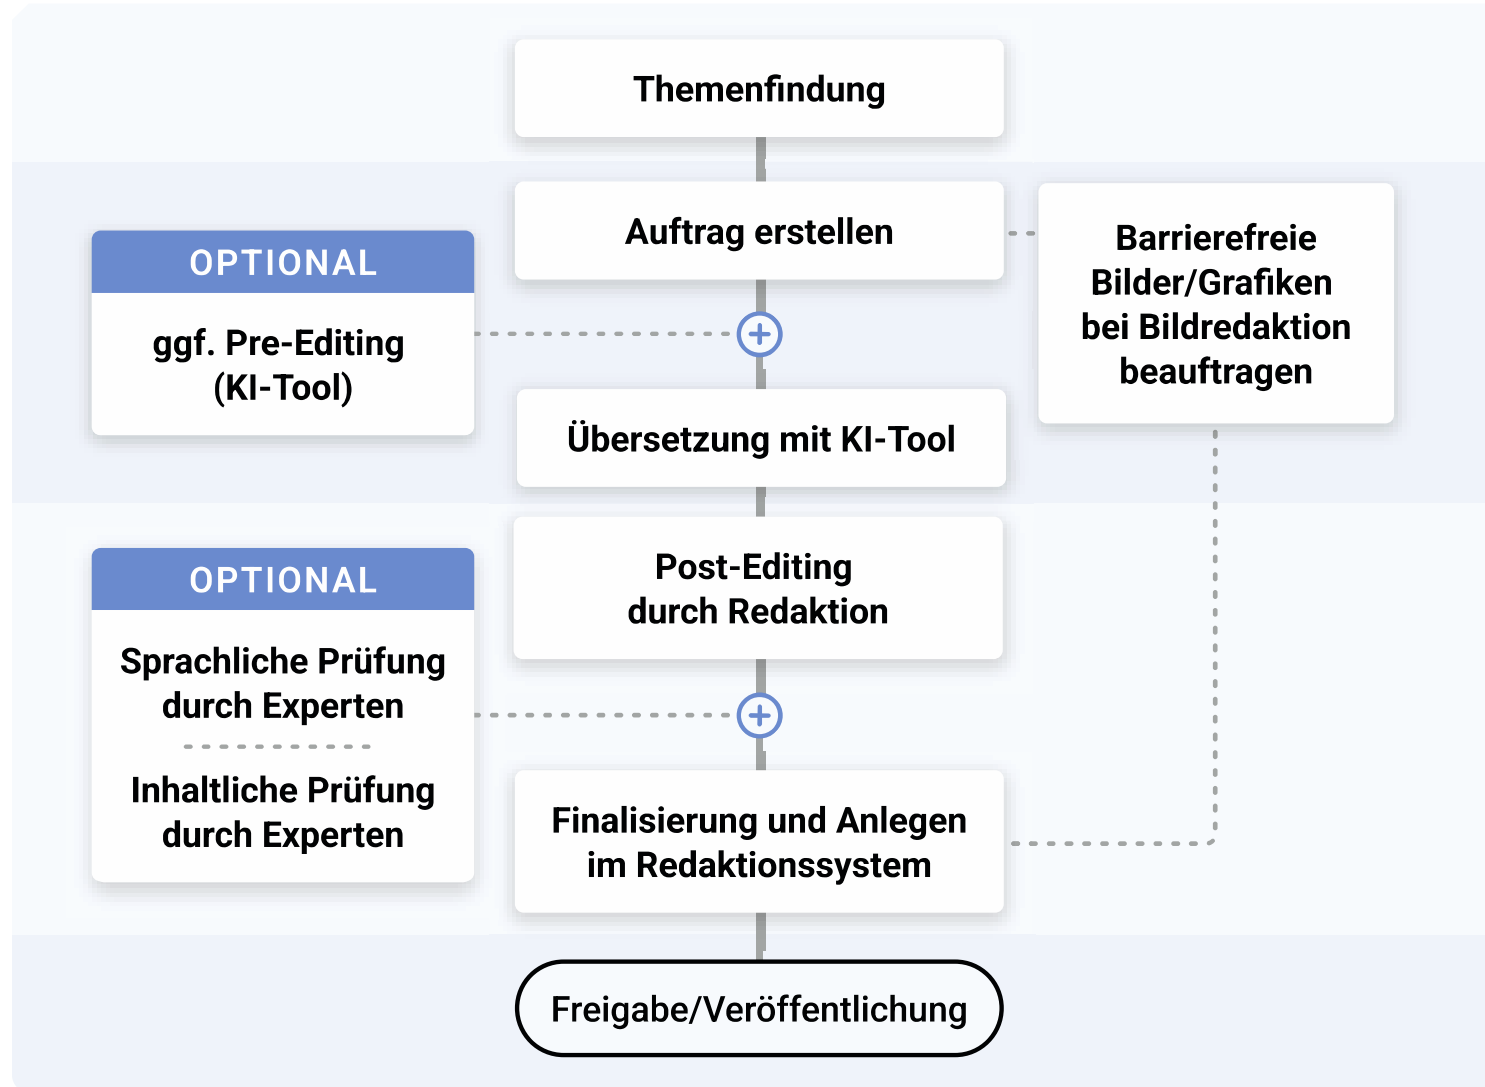 Themenfindung
Auftrag erstellen
Barrierefreie
Bilder/Grafiken
bei Bildredaktion
beauftragen
OPTIONAL
ggf. Pre-Editing
(KI-Tool)
Übersetzung mit KI-Tool
Post-Editing
durch Redaktion
OPTIONAL
Sprachliche Prüfung
durch Experten
Inhaltliche Prüfung
durch Experten
Finalisierung und Anlegen
im Redaktionssystem
Freigabe/Veröffentlichung